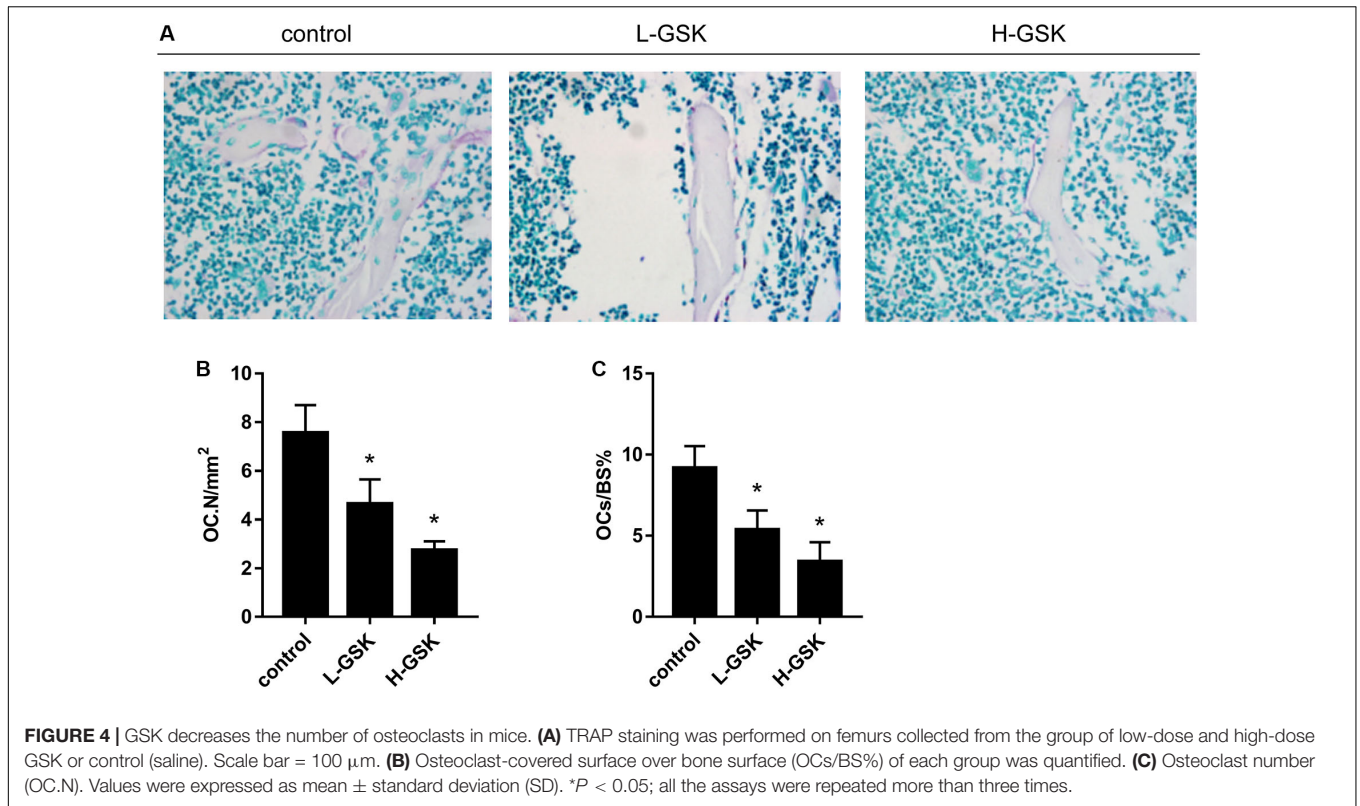 A control L-GSK H-GSK
B
10
8
6
4
2
0
OC.N/mm²
*
*
control
L-GSK
H-GSK
C
15
10
5
0
OCs/BS%
*
*
control
L-GSK
H-GSK
FIGURE 4 | GSK decreases the number of osteoclasts in mice. (A) TRAP staining was performed on femurs collected from the group of low-dose and high-dose
GSK or control (saline). Scale bar = 100 μm. (B) Osteoclast-covered surface over bone surface (OCs/BS%) of each group was quantified. (C) Osteoclast number
(OC.N). Values were expressed as mean ± standard deviation (SD). *P < 0.05; all the assays were repeated more than three times.